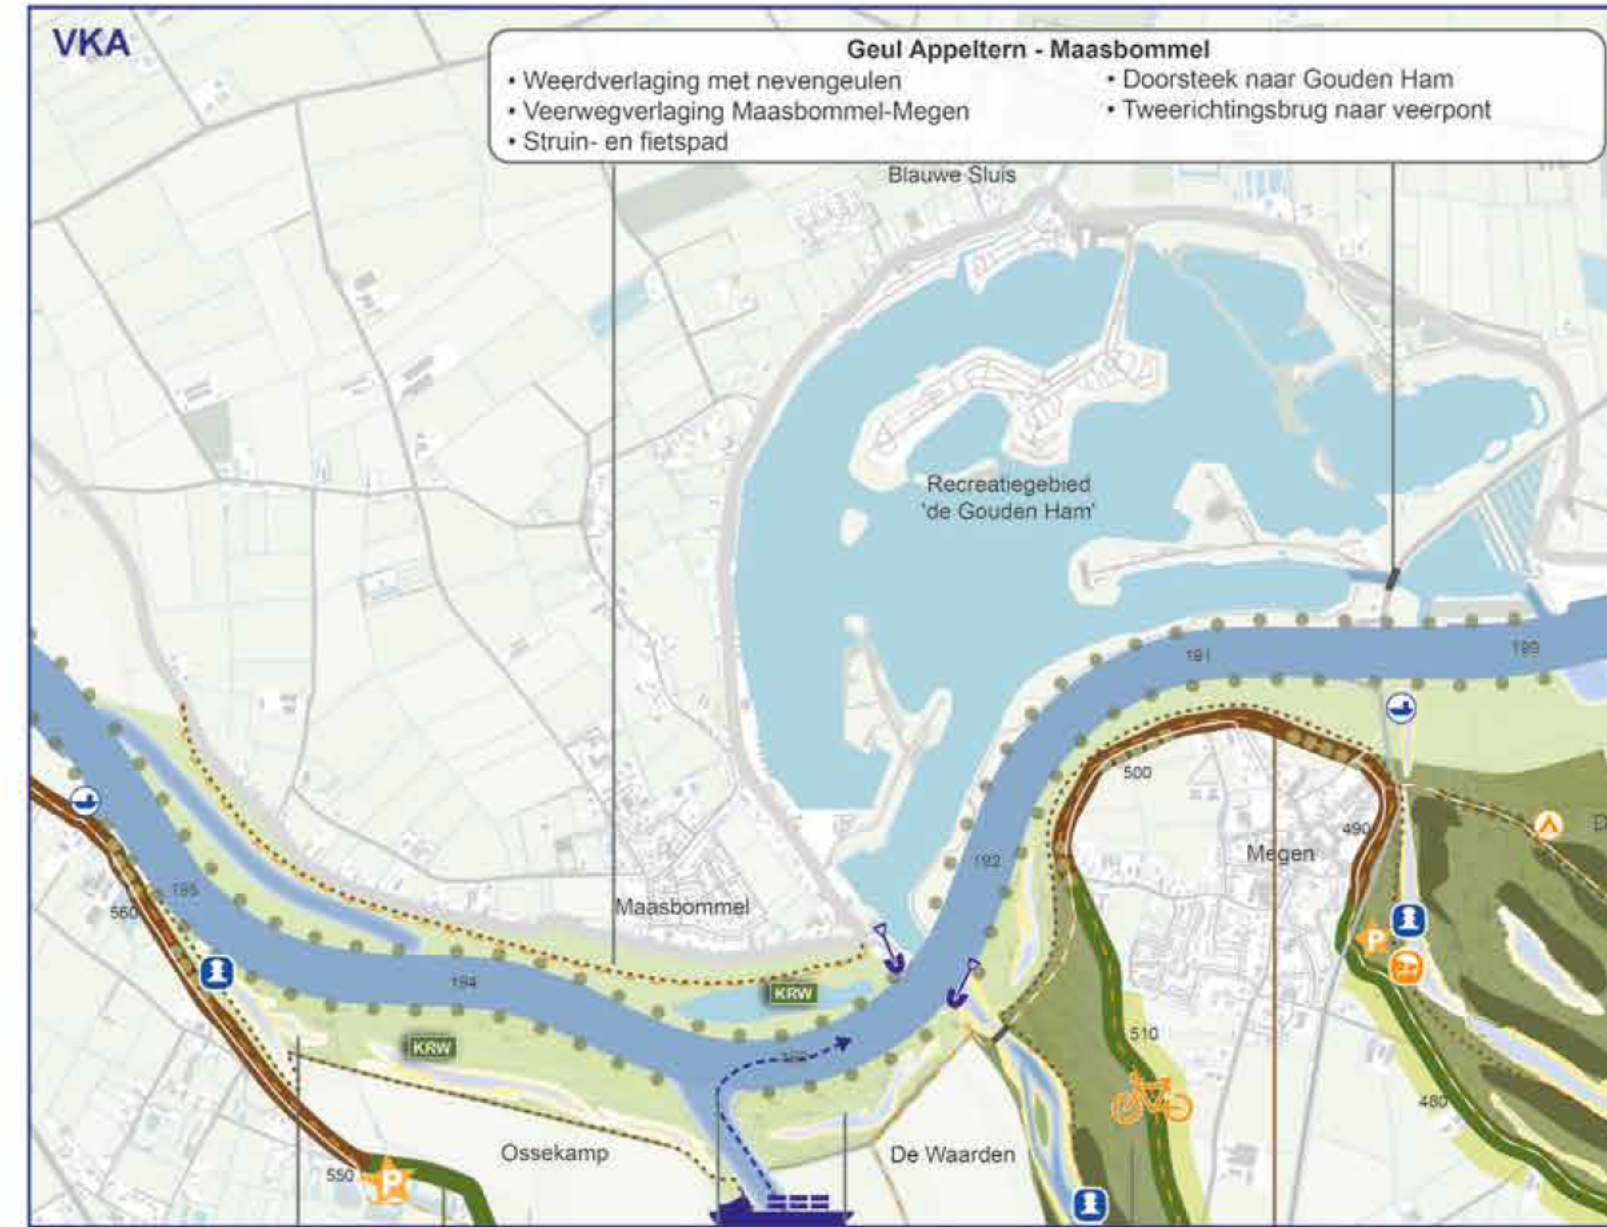 VKA
Geul Appeltern - Maasbommel
• Weerdverlaging met nevengeulen
• Veerwegverlaging Maasbommel-Megen
• Struin- en fietspad
• Doorsteek naar Gouden Ham
• Tweerichtingsbrug naar veerpont
Blauwe Sluis
Recreatiegebied
'de Gouden Ham'
191
199
500
490
Megen
192
Maasbommel
195
560
194
KRW
KRW
P
510
480
Ossekamp
De Waarden
550
P